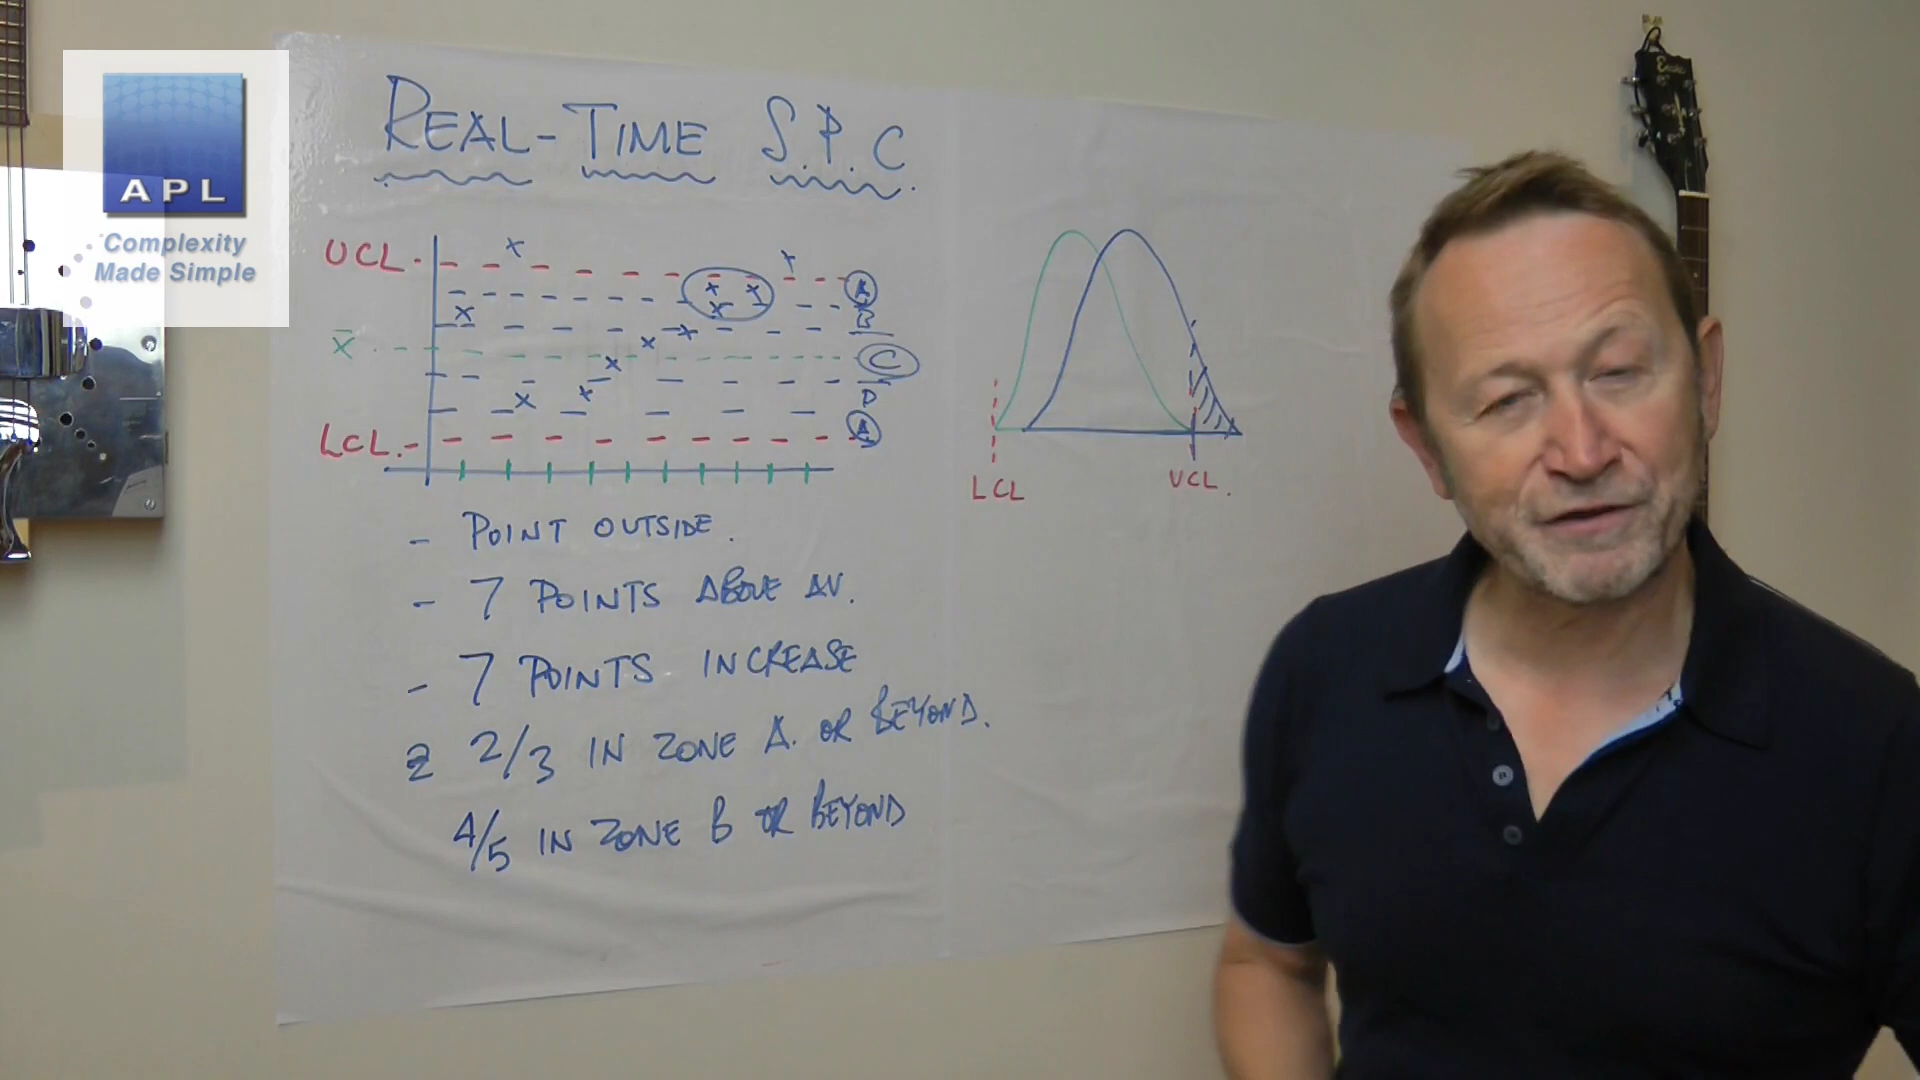 APL
Complexity
Made Simple
REAL-TIME S.P.C
UCL
X
LCL
A
B
C
A
- POINT OUTSIDE.
- 7 POINTS ABOVE AV.
- 7 POINTS INCREASE
2/3 IN ZONE A. OR BEYOND.
4/5 IN ZONE B OR BEYOND
LCL
UCL.